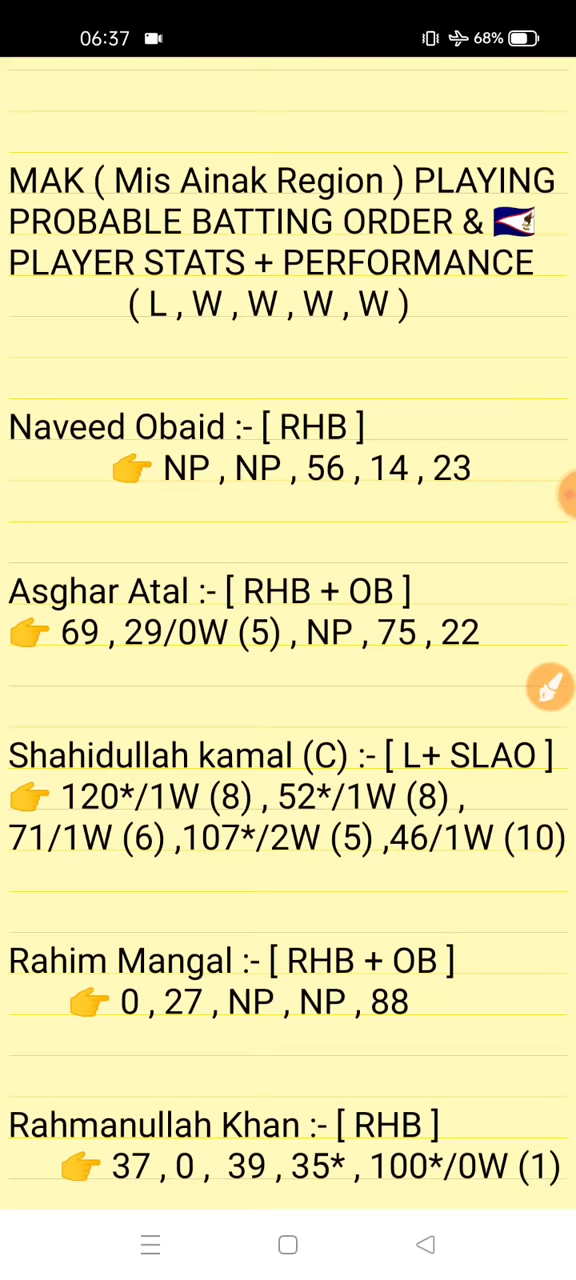 06:37
68%
MAK ( Mis Ainak Region ) PLAYING
PROBABLE BATTING ORDER & 🇦🇸
PLAYER STATS + PERFORMANCE
( L , W , W , W , W )
Naveed Obaid :- [ RHB ]
👉 NP , NP , 56 , 14 , 23
Asghar Atal :- [ RHB + OB ]
👉 69 , 29/0W (5) , NP , 75 , 22
Shahidullah kamal (C) :- [ L+ SLAO ]
👉 120*/1W (8) , 52*/1W (8) ,
71/1W (6) ,107*/2W (5) ,46/1W (10)
Rahim Mangal :- [ RHB + OB ]
👉 0 , 27 , NP , NP , 88
Rahmanullah Khan :- [ RHB ]
👉 37 , 0 ,  39 , 35* , 100*/0W (1)